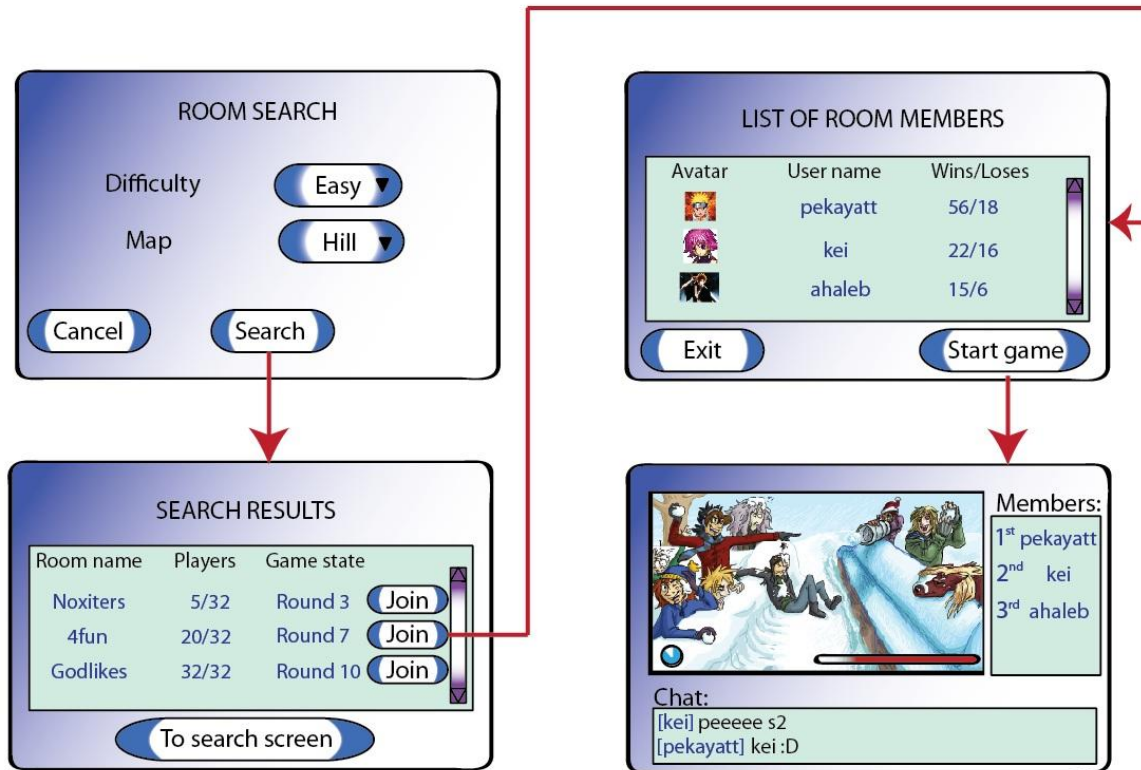 ROOM SEARCH
Difficulty Easy
Map Hill
Cancel Search
SEARCH RESULTS
Room name Players Game state
Noxiters 5/32 Round 3 Join
4fun 20/32 Round 7 Join
Godlikes 32/32 Round 10 Join
To search screen
LIST OF ROOM MEMBERS
Avatar User name Wins/Loses
pekayatt 56/18
kei 22/16
ahaleb 15/6
Exit Start game
Members:
1st pekayatt
2nd kei
3rd ahaleb
Chat:
[kei] peeeee s2
[pekayatt] kei :D